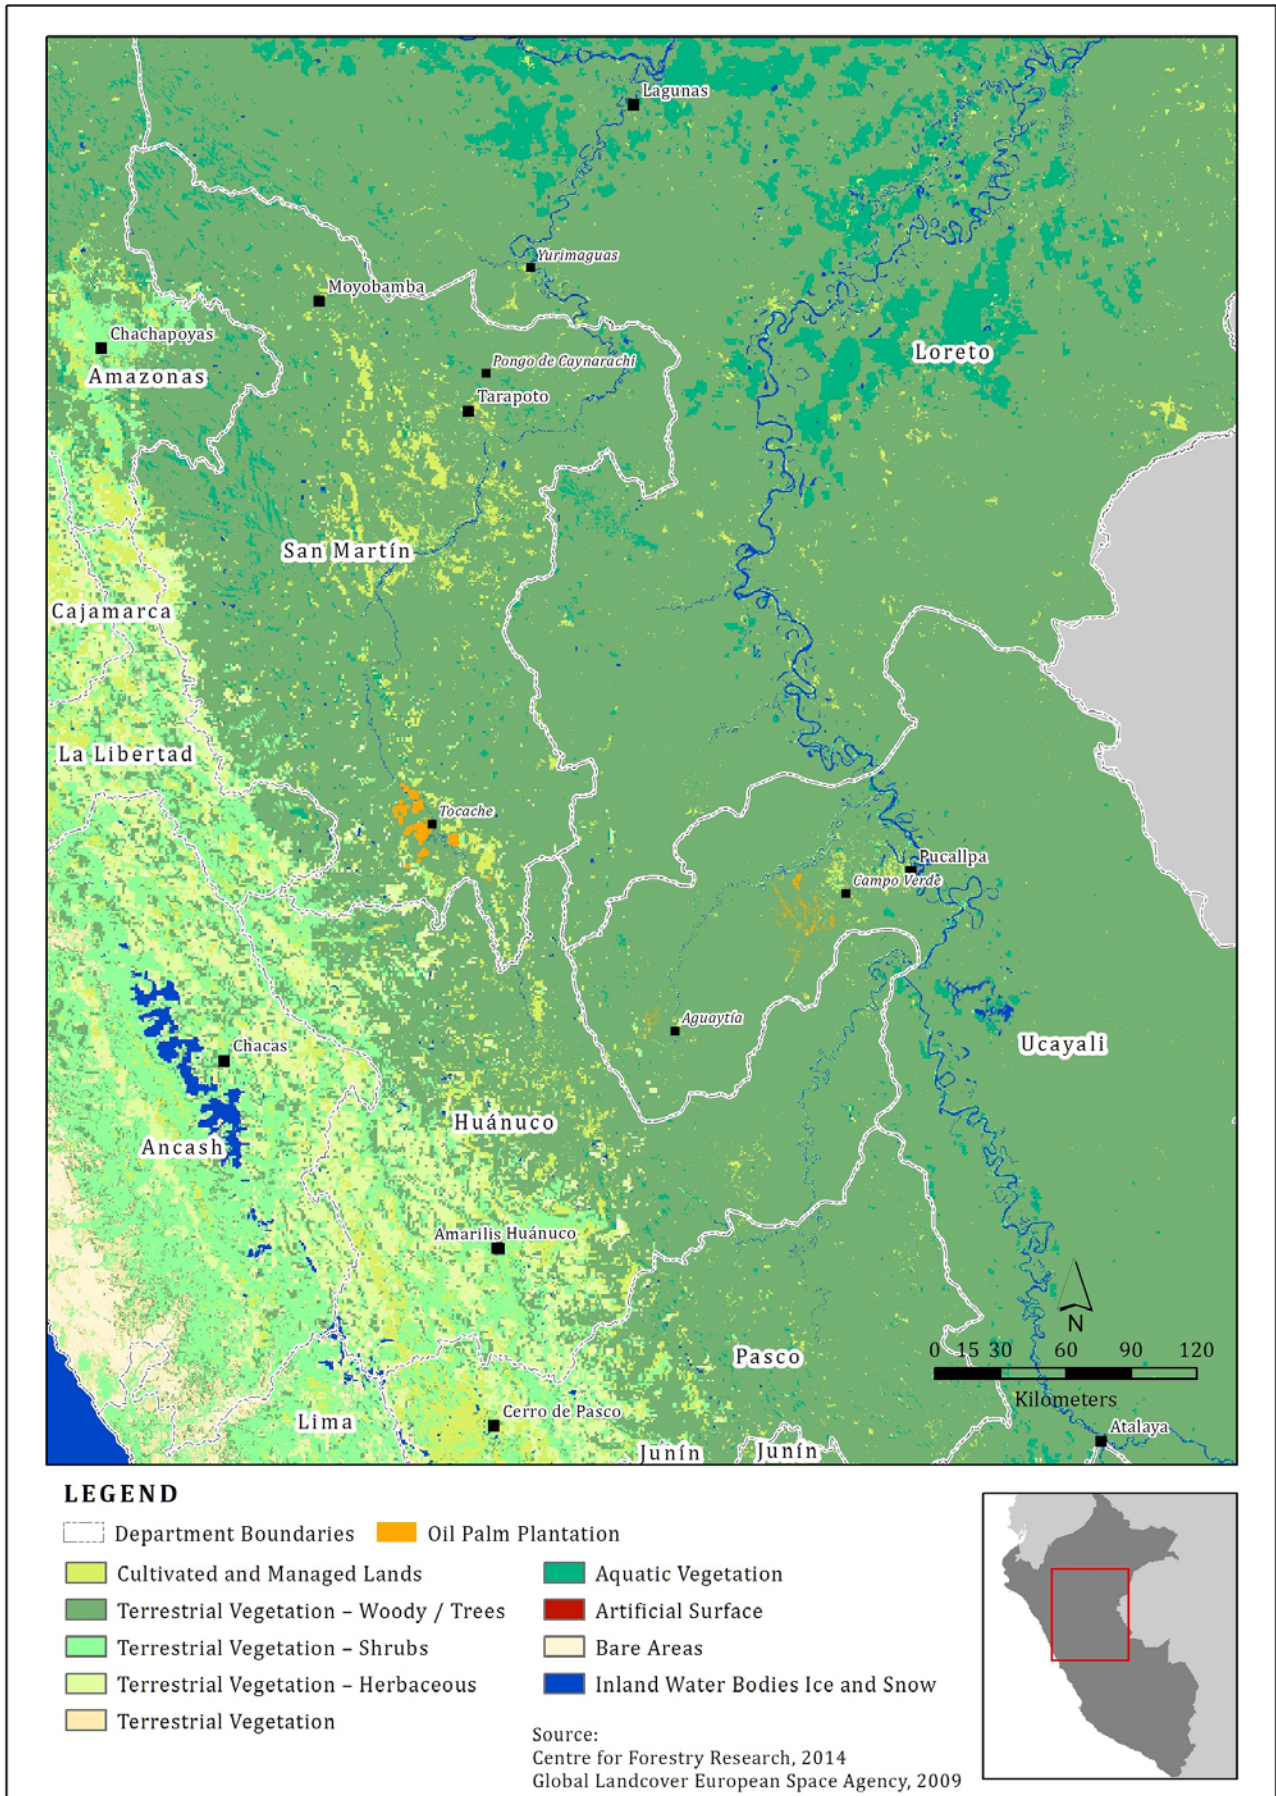 Lagunas
Yurimaguas
Moyobamba
Chachapoyas
Amazonas
Loreto
Pongo de Caynarachi
Tarapoto
San Martín
Cajamarca
La Libertad
Tocache
Pucallpa
Campo Verde
Aguaytía
Ucayali
Chacas
Huánuco
Ancash
Amarilis Huánuco
N
Pasco
0 15 30 60 90 120
Kilometers
Cerro de Pasco
Lima
Atalaya
Junín
Junín
LEGEND
Department Boundaries
Oil Palm Plantation
Cultivated and Managed Lands
Terrestrial Vegetation – Woody / Trees
Terrestrial Vegetation – Shrubs
Terrestrial Vegetation – Herbaceous
Terrestrial Vegetation
Aquatic Vegetation
Artificial Surface
Bare Areas
Inland Water Bodies Ice and Snow
Source:
Centre for Forestry Research, 2014
Global Landcover European Space Agency, 2009